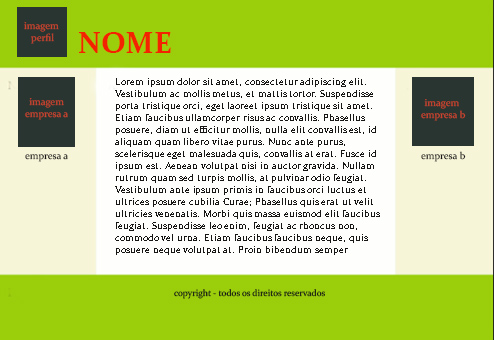 imagem
perfil
NOME
imagem
empresa a
empresa a
Lorem ipsum dolor sit amet, consectetur adipiscing elit.
Vestibulum ac mollis metus, et mattis tortor. Suspendisse
porta tristique orci, eget laoreet ipsum tristique sit amet.
Etiam faucibus ullamcorper risus ac convallis. Phasellus
posuere, diam ut efficitur mollis, nulla elit convallis est, id
aliquam quam libero vitae purus. Nunc ante purus,
scelerisque eget malesuada quis, convallis at erat. Fusce id
ipsum est. Aenean volutpat nisi in auctor gravida. Nullam
rutrum quam sed turpis mollis, at pulvinar odio feugiat.
Vestibulum ante ipsum primis in faucibus orci luctus et
ultrices posuere cubilia Curae; Phasellus quis erat ut velit
ultricies venenatis. Morbi quis massa euismod elit faucibus
feugiat. Suspendisse leo enim, feugiat ac rhoncus non,
commodo vel urna. Etiam faucibus faucibus neque, quis
posuere neque volutpat at. Proin bibendum semper
imagem
empresa b
empresa b
copyright - todos os direitos reservados